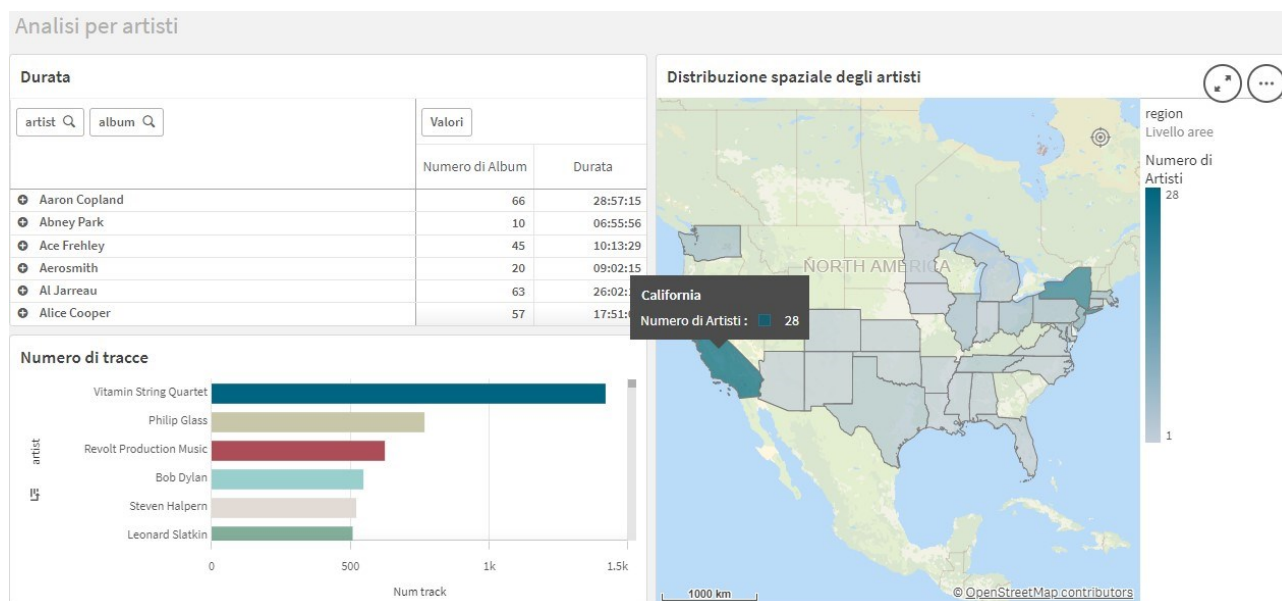 Analisi per artisti
Durata
artist album
Valori
Numero di Album Durata
Aaron Copland 66 28:57:15
Abney Park 10 06:55:56
Ace Frehley 45 10:13:29
Aerosmith 20 09:02:15
Al Jarreau 63
Alice Cooper 57
Numero di tracce
artist
Vitamin String Quartet
Philip Glass
Revolt Production Music
Bob Dylan
Steven Halpern
Leonard Slatkin
0 500 1k 1.5k
Num track
Distribuzione spaziale degli artisti
NORTH AMERICA
California
Numero di Artisti : 28
1000 km
© OpenStreetMap contributors
region
Livello aree
Numero di
Artisti
28
1